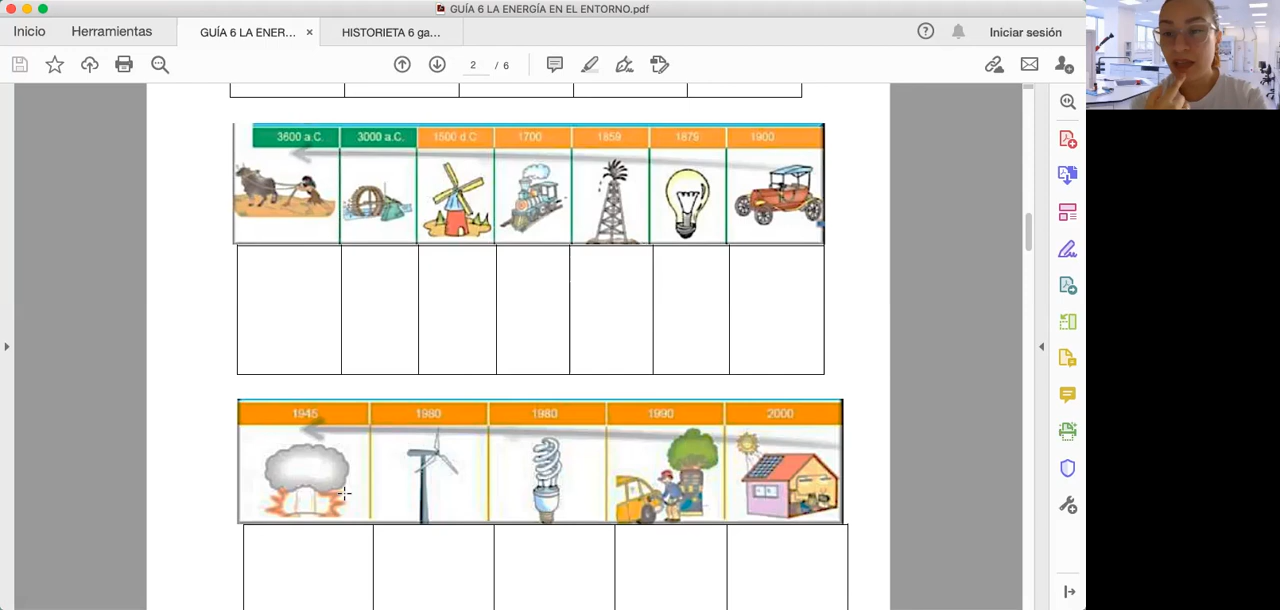 GUÍA 6 LA ENERGÍA EN EL ENTORNO.pdf
Inicio Herramientas GUÍA 6 LA ENER... × HISTORIETA 6 ga... ? Iniciar sesión
2 / 6
3600 a.C. 3000 a.C. 1500 d.C 1700 1859 1879 1900
1945 1980 1980 1990 2000